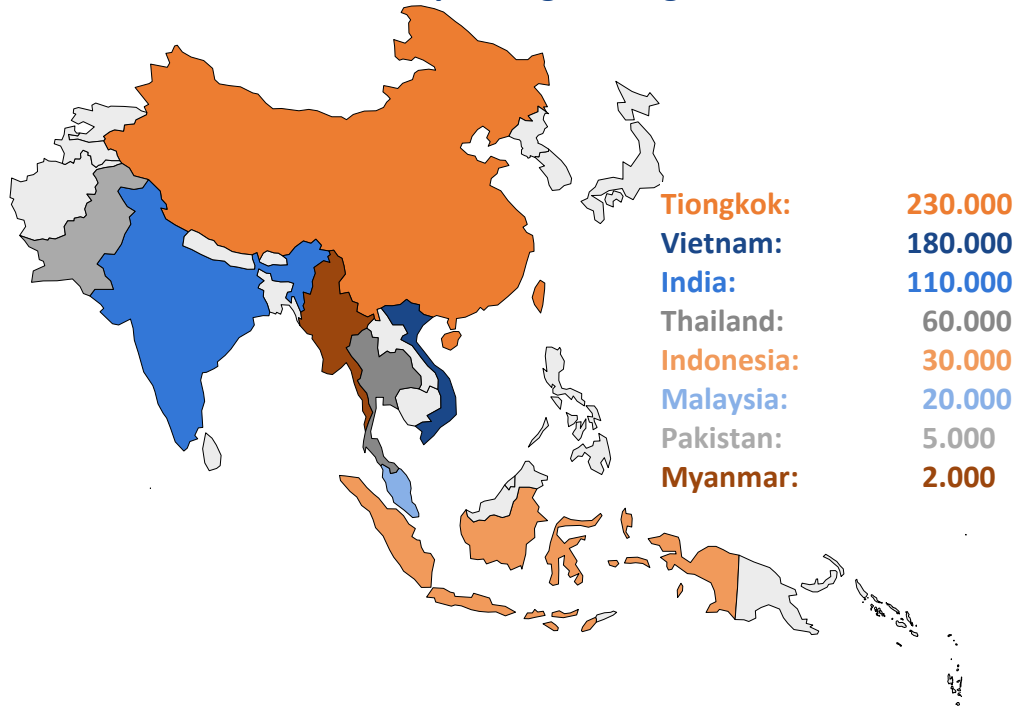 Tiongkok: 230.000
Vietnam: 180.000
India: 110.000
Thailand: 60.000
Indonesia: 30.000
Malaysia: 20.000
Pakistan: 5.000
Myanmar: 2.000